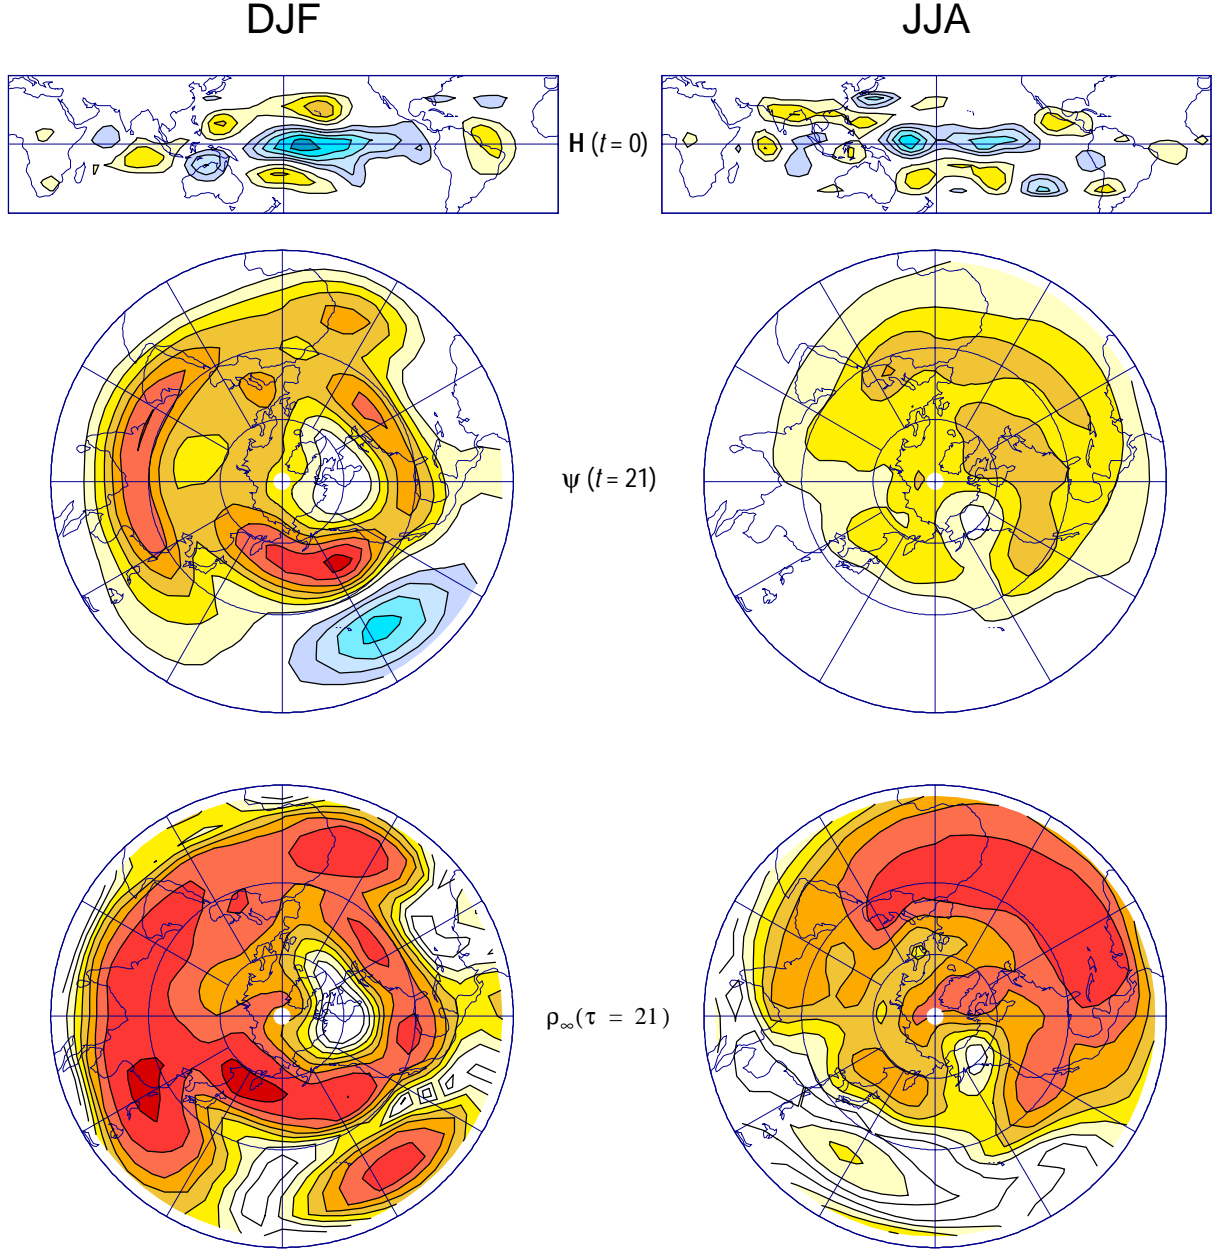 DJF JJA
H (t = 0)
ψ (t = 21)
ρ∞(τ = 21)